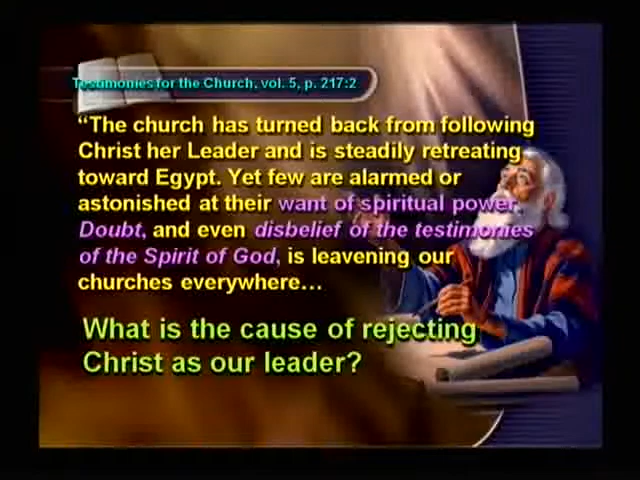 Testimonies for the Church, vol. 5, p. 217:2
“The church has turned back from following
Christ her Leader and is steadily retreating
toward Egypt. Yet few are alarmed or
astonished at their want of spiritual power.
Doubt, and even disbelief of the testimonies
of the Spirit of God, is leavening our
churches everywhere…
What is the cause of rejecting
Christ as our leader?